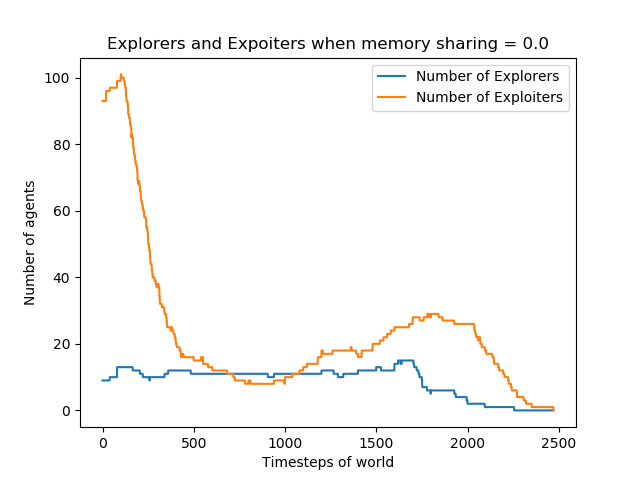 Explorers and Expoiters when memory sharing = 0.0
Number of Explorers
Number of Exploiters
Number of agents
100
80
60
40
20
0
0 500 1000 1500 2000 2500
Timesteps of world